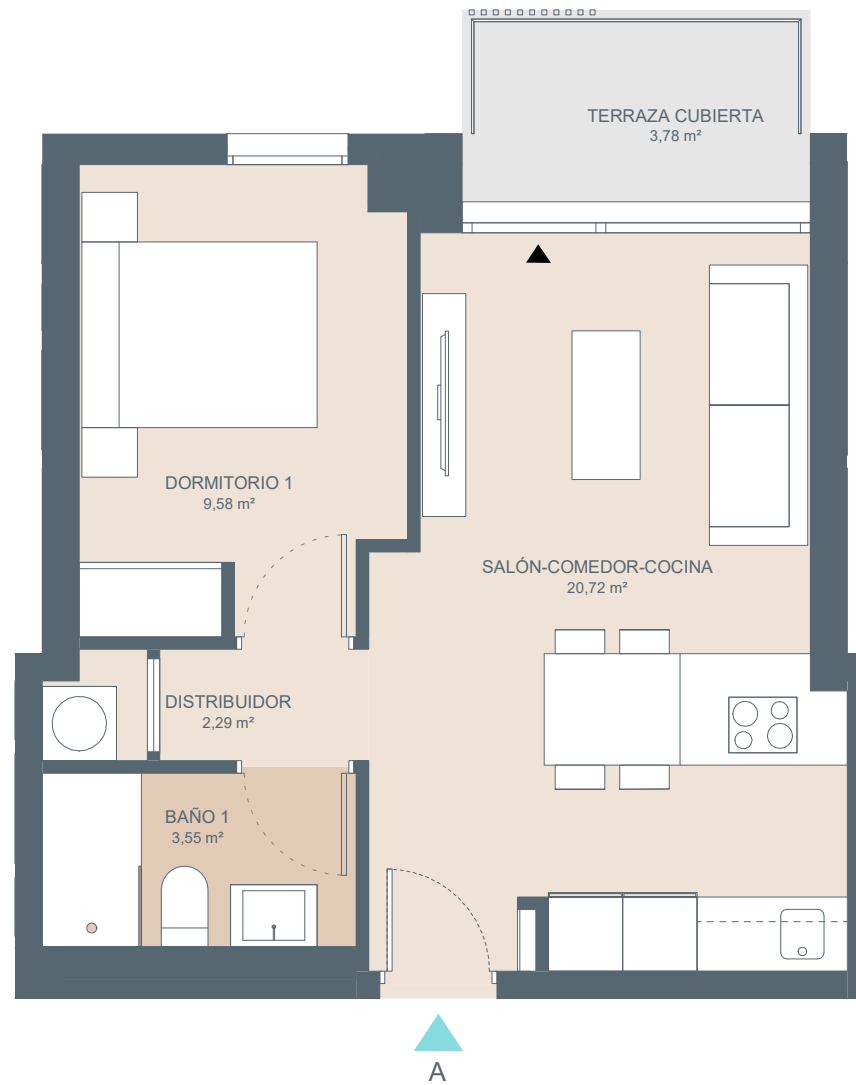 TERRAZA CUBIERTA
3,78 m²
DORMITORIO 1
9,58 m²
SALÓN-COMEDOR-COCINA
20,72 m²
DISTRIBUIDOR
2,29 m²
BAÑO 1
3,55 m²
A